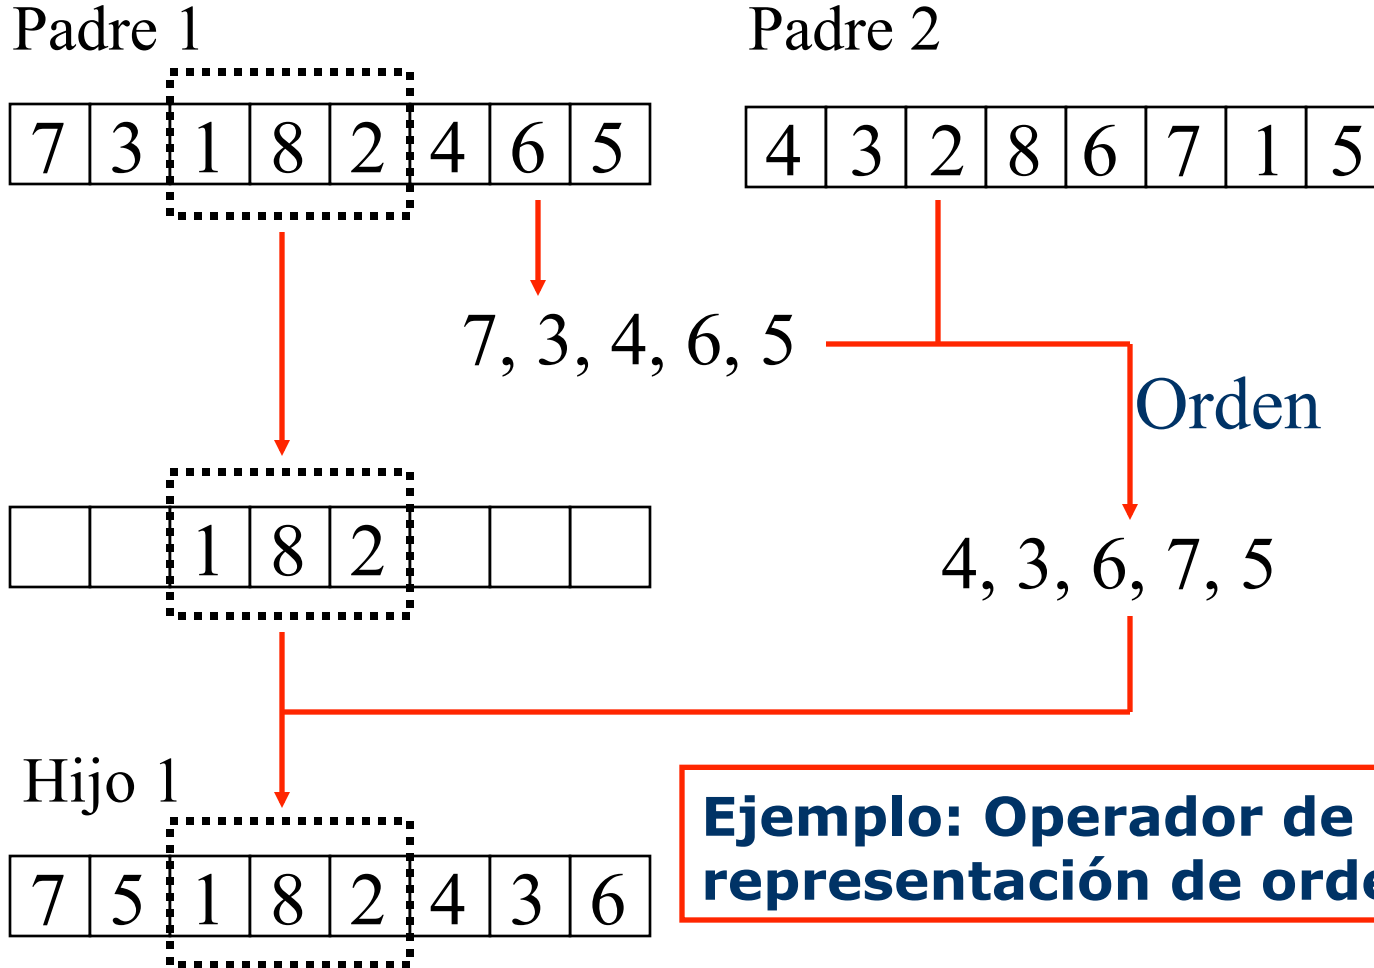 Padre 1
Padre 2
7 3 1 8 2 4 6 5
4 3 2 8 6 7 1 5
7, 3, 4, 6, 5
Orden
1 8 2
4, 3, 6, 7, 5
Hijo 1
7 5 1 8 2 4 3 6
Ejemplo: Operador de
representación de